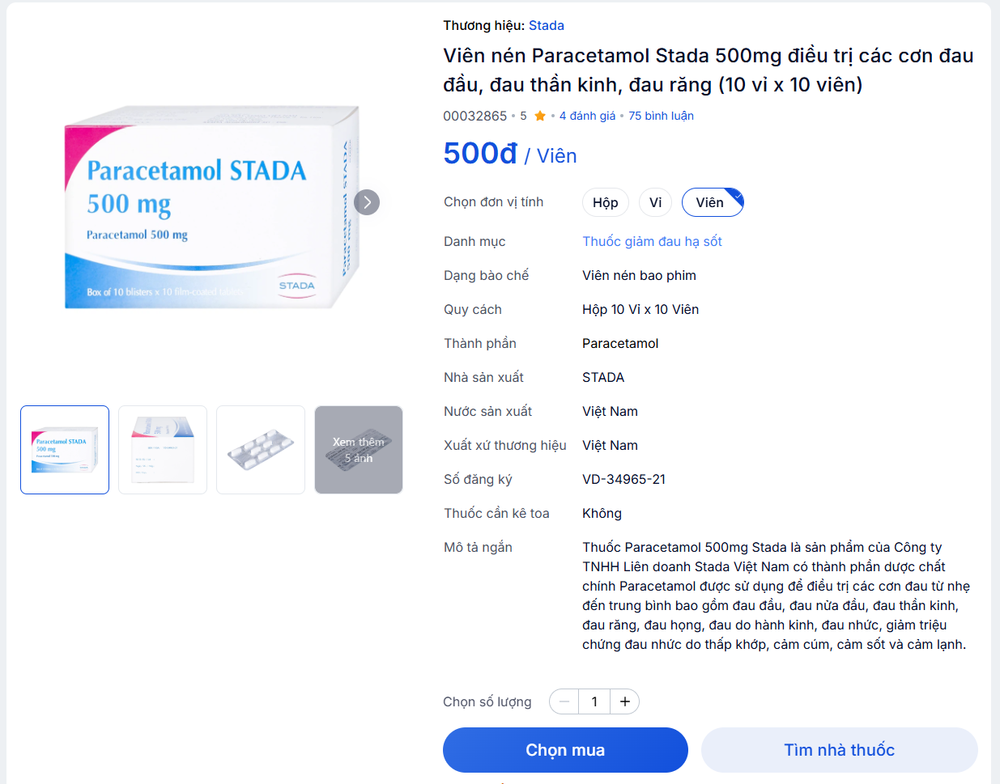 Thương hiệu: Stada
Viên nén Paracetamol Stada 500mg điều trị các cơn đau
đầu, đau thần kinh, đau răng (10 vỉ x 10 viên)
00032865 • 5 ★ • 4 đánh giá • 75 bình luận
500đ / Viên
Chọn đơn vị tính Hộp Vỉ Viên
Danh mục Thuốc giảm đau hạ sốt
Dạng bào chế Viên nén bao phim
Quy cách Hộp 10 Vỉ x 10 Viên
Thành phần Paracetamol
Nhà sản xuất STADA
Nước sản xuất Việt Nam
Xuất xứ thương hiệu Việt Nam
Số đăng ký VD-34965-21
Thuốc cần kê toa Không
Mô tả ngắn Thuốc Paracetamol 500mg Stada là sản phẩm của Công ty
TNHH Liên doanh Stada Việt Nam có thành phần dược chất
chính Paracetamol được sử dụng để điều trị các cơn đau từ nhẹ
đến trung bình bao gồm đau đầu, đau nửa đầu, đau thần kinh,
đau răng, đau họng, đau do hành kinh, đau nhức, giảm triệu
chứng đau nhức do thấp khớp, cảm cúm, cảm sốt và cảm lạnh.
Chọn số lượng − 1 +
Chọn mua Tìm nhà thuốc
Paracetamol STADA
500 mg
Paracetamol 500 mg
Box of 10 blisters x 10 film-coated tablets
STADA
Paracetamol STADA
500 mg
Paracetamol STADA
500 mg
Xem thêm
5 ảnh